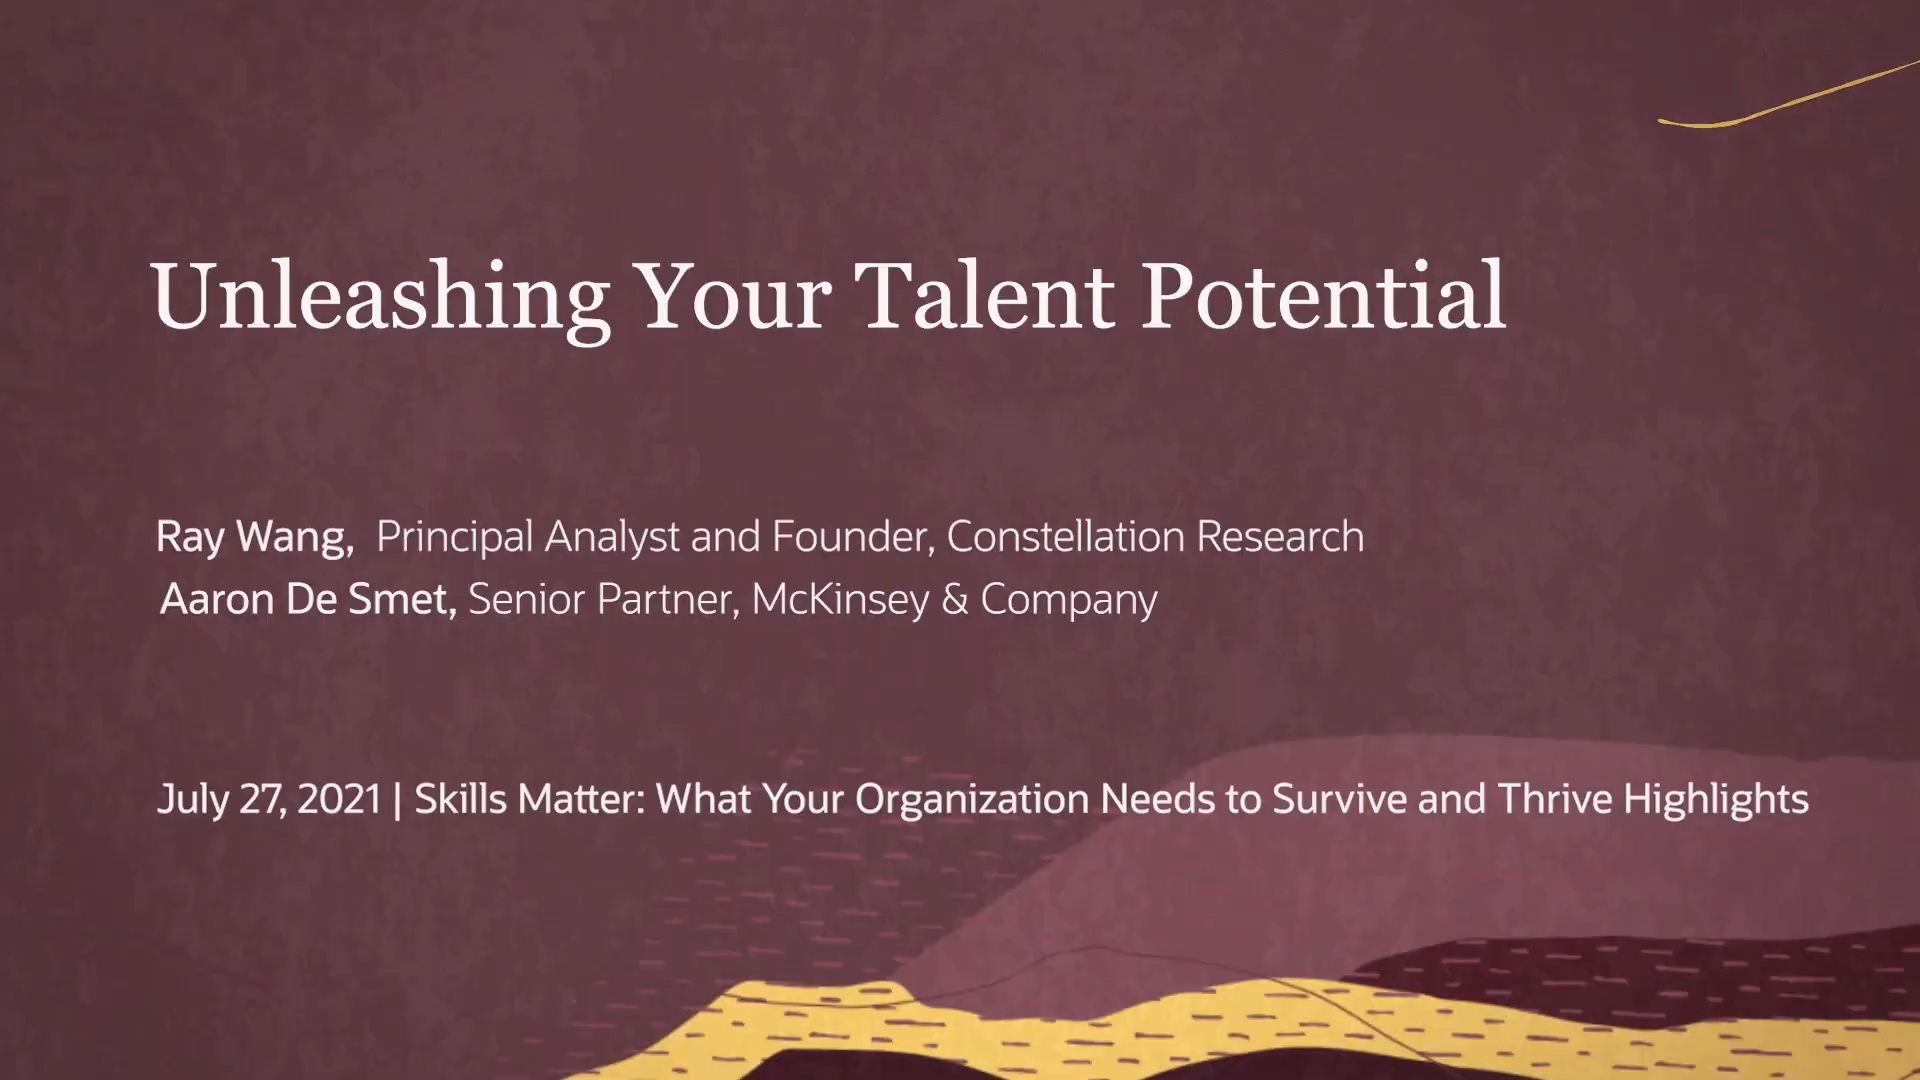 Unleashing Your Talent Potential
Ray Wang, Principal Analyst and Founder, Constellation Research
Aaron De Smet, Senior Partner, McKinsey & Company
July 27, 2021 | Skills Matter: What Your Organization Needs to Survive and Thrive Highlights